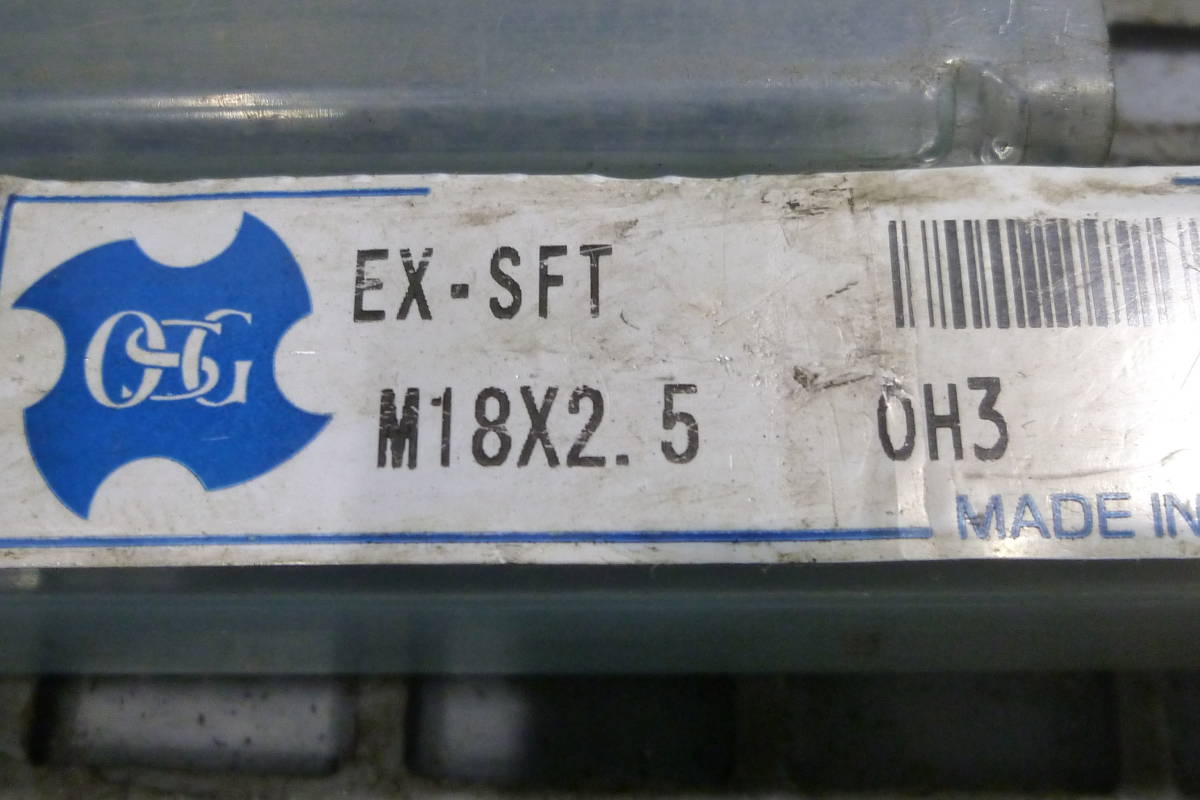 OSG
EX-SFT
M18X2.5 OH3
MADE IN